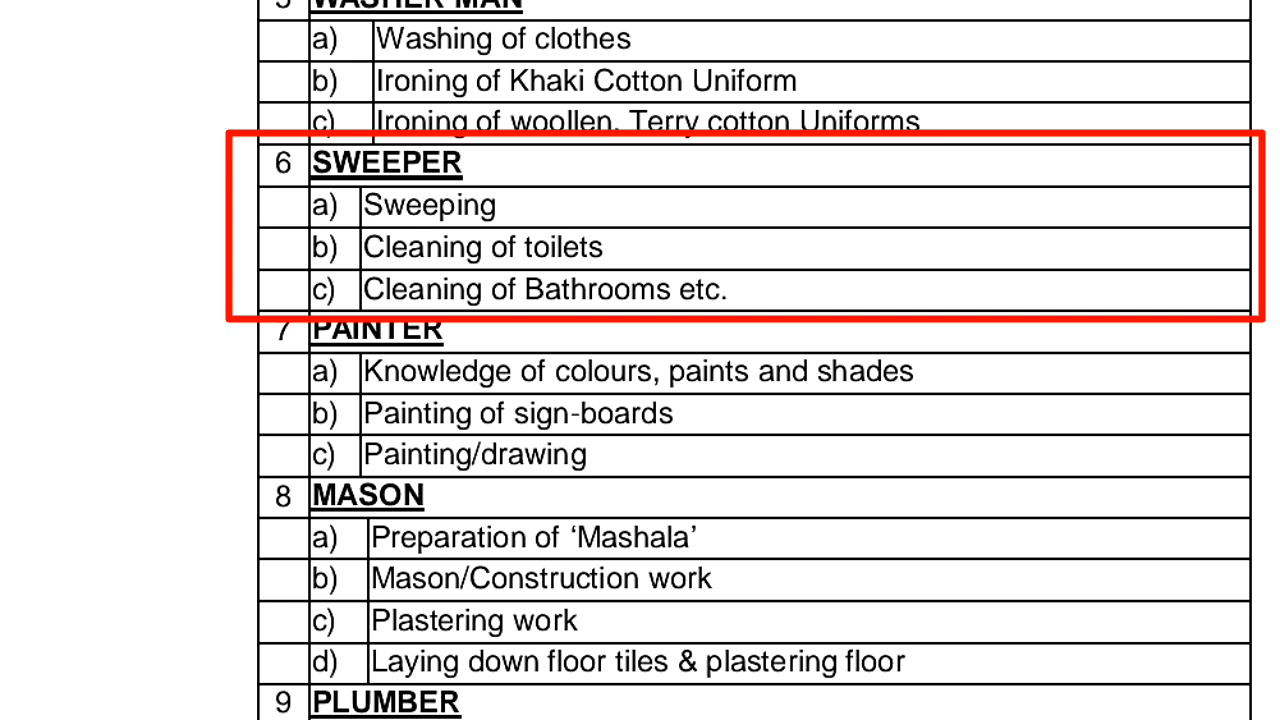 5 WASHER MAN
a) Washing of clothes
b) Ironing of Khaki Cotton Uniform
c) Ironing of woollen, Terry cotton Uniforms
6 SWEEPER
a) Sweeping
b) Cleaning of toilets
c) Cleaning of Bathrooms etc.
7 PAINTER
a) Knowledge of colours, paints and shades
b) Painting of sign-boards
c) Painting/drawing
8 MASON
a) Preparation of ‘Mashala’
b) Mason/Construction work
c) Plastering work
d) Laying down floor tiles & plastering floor
9 PLUMBER